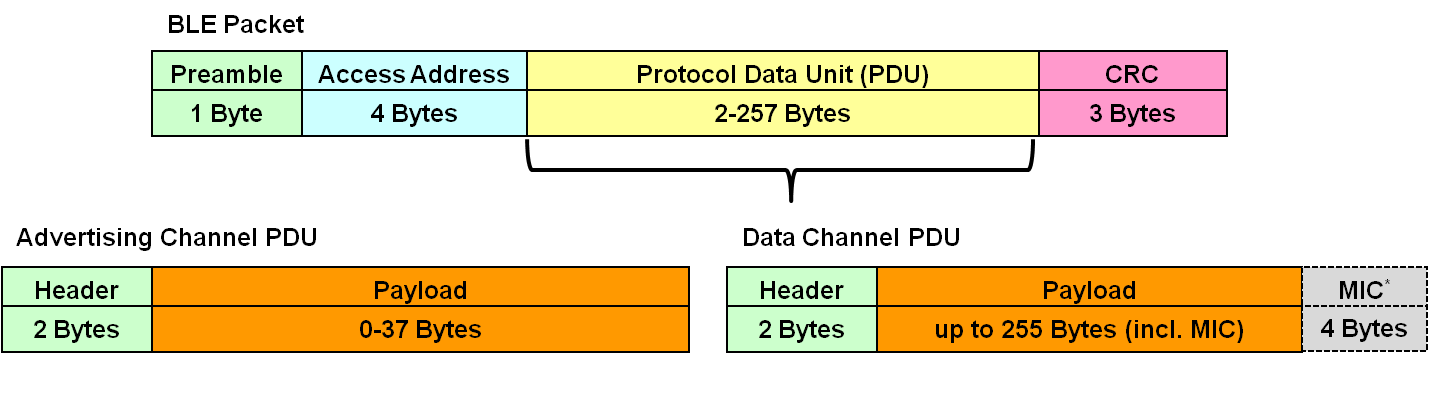 BLE Packet
Preamble Access Address Protocol Data Unit (PDU) CRC
1 Byte 4 Bytes 2-257 Bytes 3 Bytes
Advertising Channel PDU Data Channel PDU
Header Payload Header Payload MIC*
2 Bytes 0-37 Bytes 2 Bytes up to 255 Bytes (incl. MIC) 4 Bytes